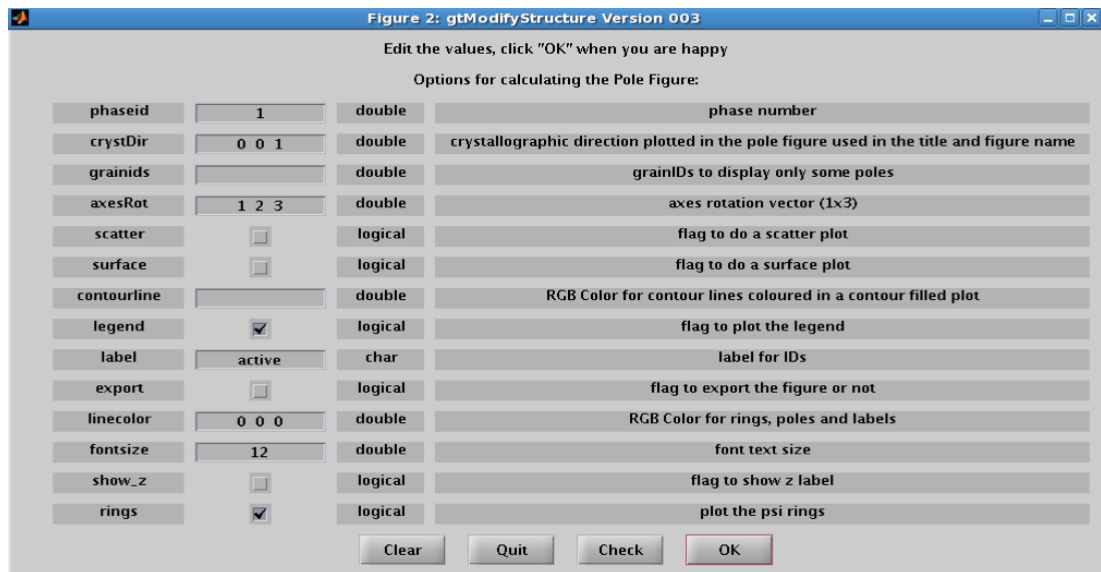 Figure 2: gtModifyStructure Version 003
Edit the values, click "OK" when you are happy
Options for calculating the Pole Figure:
phaseid 1 double phase number
crystDir 0 0 1 double crystallographic direction plotted in the pole figure used in the title and figure name
grainids double grainIDs to display only some poles
axesRot 1 2 3 double axes rotation vector (1x3)
scatter logical flag to do a scatter plot
surface logical flag to do a surface plot
contourline double RGB Color for contour lines coloured in a contour filled plot
legend logical flag to plot the legend
label active char label for IDs
export logical flag to export the figure or not
linecolor 0 0 0 double RGB Color for rings, poles and labels
fontsize 12 double font text size
show_z logical flag to show z label
rings logical plot the psi rings
Clear Quit Check OK